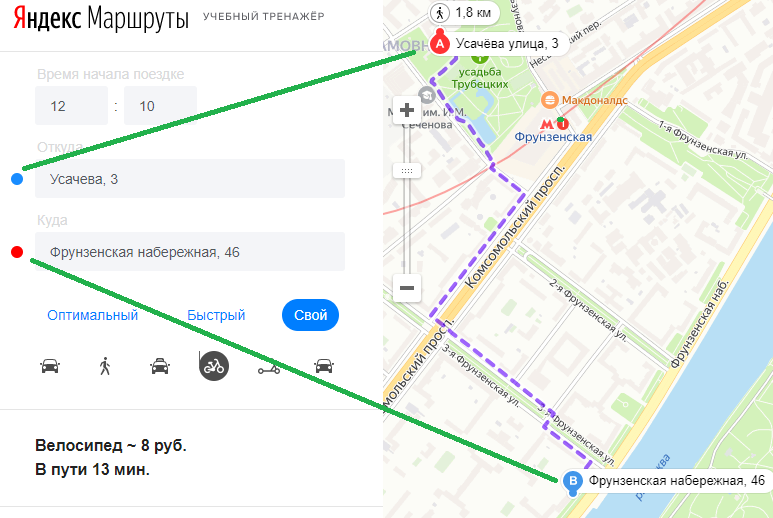 Яндекс Маршруты УЧЕБНЫЙ ТРЕНАЖЁР
Время начала поездке
12 : 10
Откуда
Усачева, 3
Куда
Фрунзенская набережная, 46
Оптимальный Быстрый Свой
Велосипед ~ 8 руб.
В пути 13 мин.
1,8 км
A Усачёва улица, 3
усадьба
Трубецких
Макдоналдс
Сеченова
Фрунзенская
1-я Фрунзенская ул.
Комсомольский просп.
2-я Фрунзенская ул.
Фрунзенская наб.
3-я Фрунзенская ул.
B Фрунзенская набережная, 46